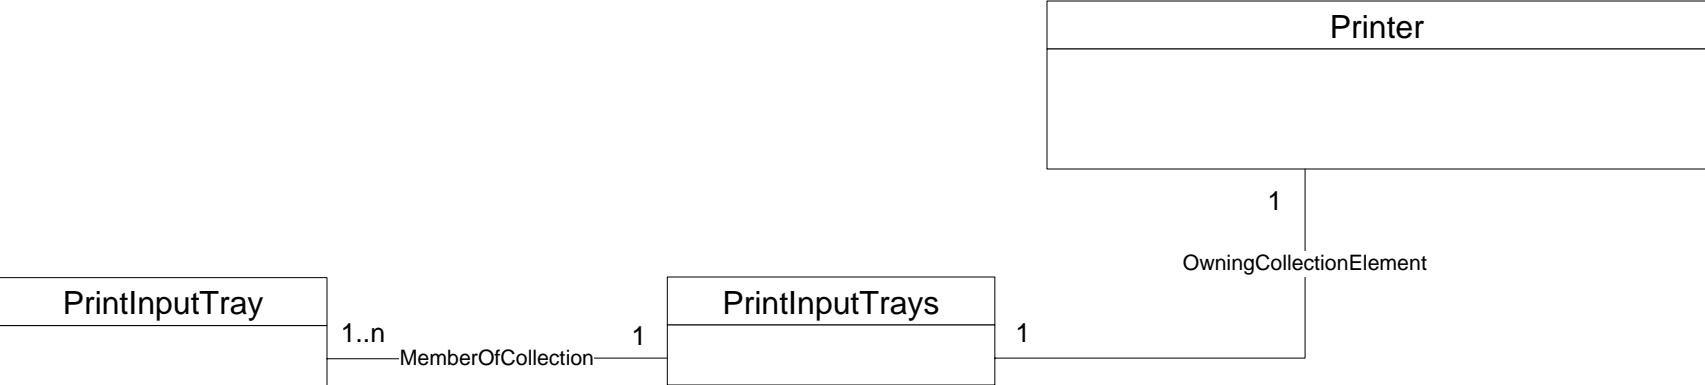 Printer
1
OwningCollectionElement
PrintInputTray
PrintInputTrays
1..n
1
1
MemberOfCollection